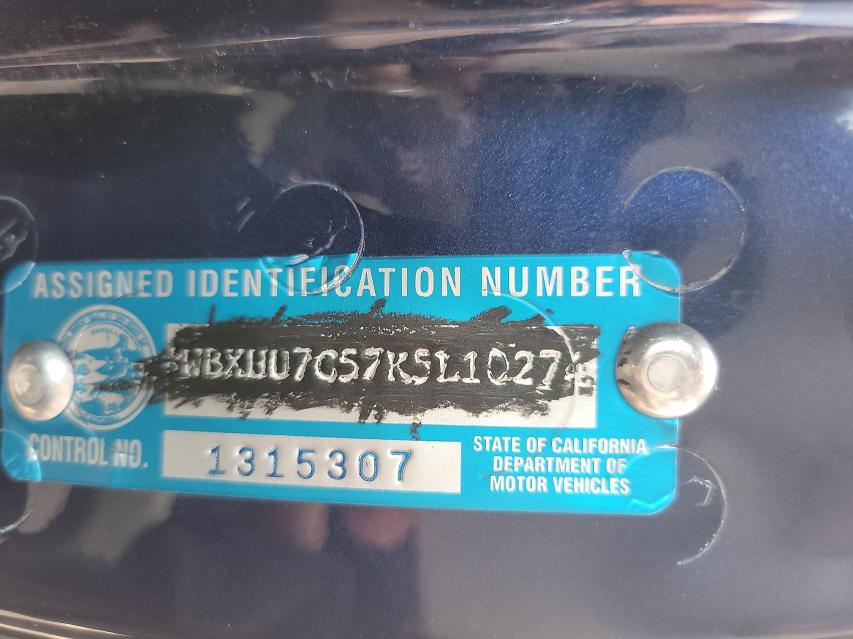 ASSIGNED IDENTIFICATION NUMBER
CONTROL NO.
1315307
STATE OF CALIFORNIA
DEPARTMENT OF
MOTOR VEHICLES